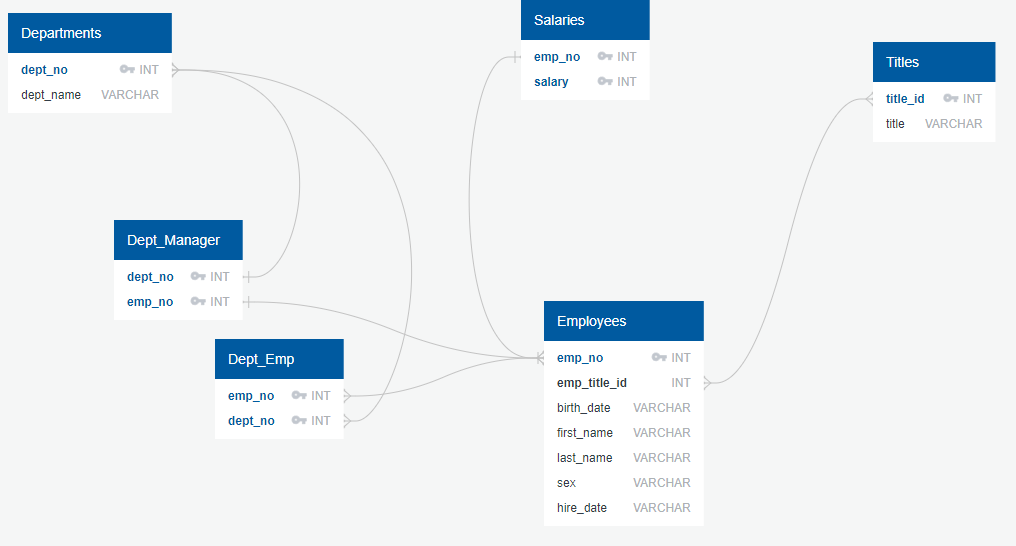 Departments
dept_no INT
dept_name VARCHAR
Salaries
emp_no INT
salary INT
Titles
title_id INT
title VARCHAR
Dept_Manager
dept_no INT
emp_no INT
Dept_Emp
emp_no INT
dept_no INT
Employees
emp_no INT
emp_title_id INT
birth_date VARCHAR
first_name VARCHAR
last_name VARCHAR
sex VARCHAR
hire_date VARCHAR